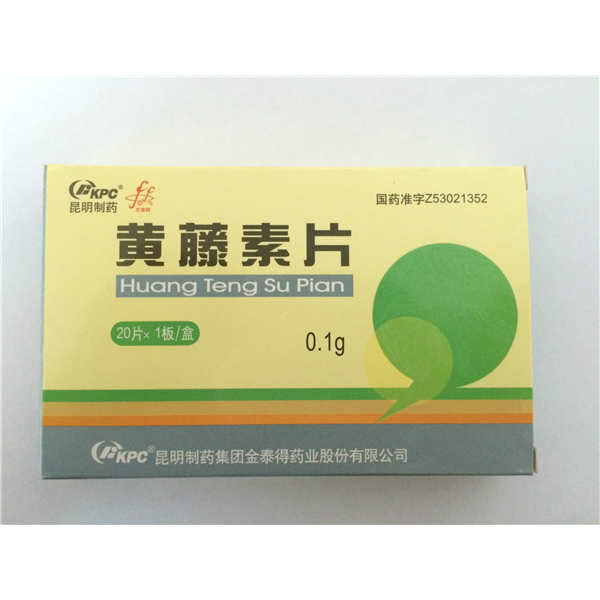 KPC®
昆明制药
国药准字Z53021352
黄藤素片
Huang Teng Su Pian
20片× 1板/盒
0.1g
KPC® 昆明制药集团金泰得药业股份有限公司